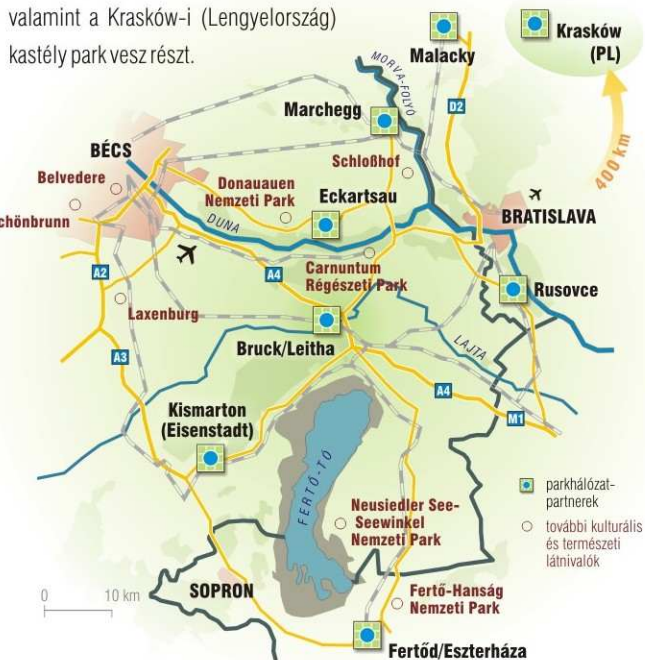 valamint a Krasków-i (Lengyelország)
kastély park vesz részt.
Malacky
Krasków
(PL)
MORVA-FOLYÓ
D2
400 km
Marchegg
BÉCS
Schloßhof
Belvedere
Donauauen
Nemzeti Park
Eckartsau
BRATISLAVA
chönbrunn
DUNA
A2
A4
Carnuntum
Régészeti Park
Rusovce
Laxenburg
Bruck/Leitha
LAJTA
A3
A4
M1
Kismarton
(Eisenstadt)
FERTŐ-TÓ
parkhálózat-
partnerek
Neusiedler See-
Seewinkel
Nemzeti Park
további kulturális
és természeti
látnivalók
SOPRON
0 10 km
Fertő-Hanság
Nemzeti Park
Fertőd/Eszterháza